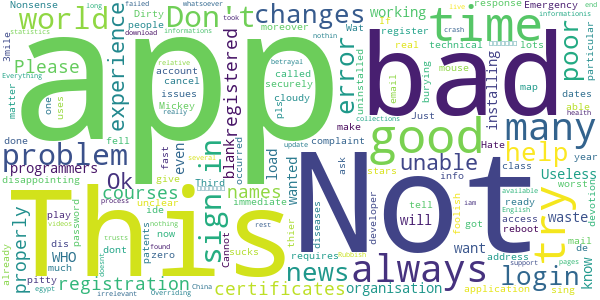 app
bad
This
Not
Don't
world
changes
time
poor
good
many
problem
sign in
error
experience
registered
always
unable
help
try
login
news
certificates
registration
courses
names
Ok
Please
properly
programmers
organisation
installing
working
Useless
waste
know
want
wanted
will
load
blank
even
wHO
disappointing
issues
account
cancel
called
securely
cloudy
pls
Mickey
Nonsense
3mile
statistics
Everything
matter
one
uses
Dirty
people
failed
download
long
informations
whatsoever
moreover
took
nothing
betrayal
relative
really
update
several
occurred
complaint
make
if
register
real
technical
response
lots
Wat
live
crash
uninstalled
burying
email
mouse
Just
map
particular
Emergency
informationis
end
dates
able
fast
health
collections
Hate
year
class
stars
ask
info
developer
tell
foolish
got
access
reboot
worst
devotion
available
ready
English
iam
mail
de
address
support
pages
application
sing
requires
diseases
thier
immediate
give
Third
Cannot
now
zero
found
rest
China
trusts
Rubbish
Overriding
sucks
patents
doesnt
dont
unclear
ide
process
password
play
videos
dis
much
pitty
egypt
irrelevant
already
done
fell